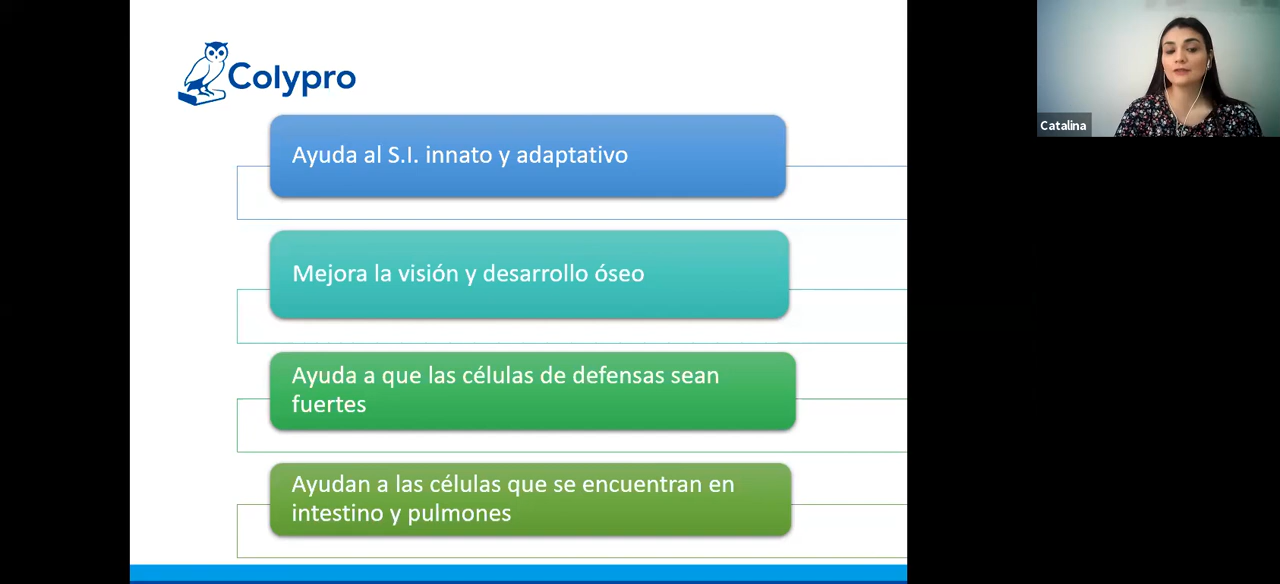 Colypro
Ayuda al S.I. innato y adaptativo
Mejora la visión y desarrollo óseo
Ayuda a que las células de defensas sean
fuertes
Ayudan a las células que se encuentran en
intestino y pulmones
Catalina